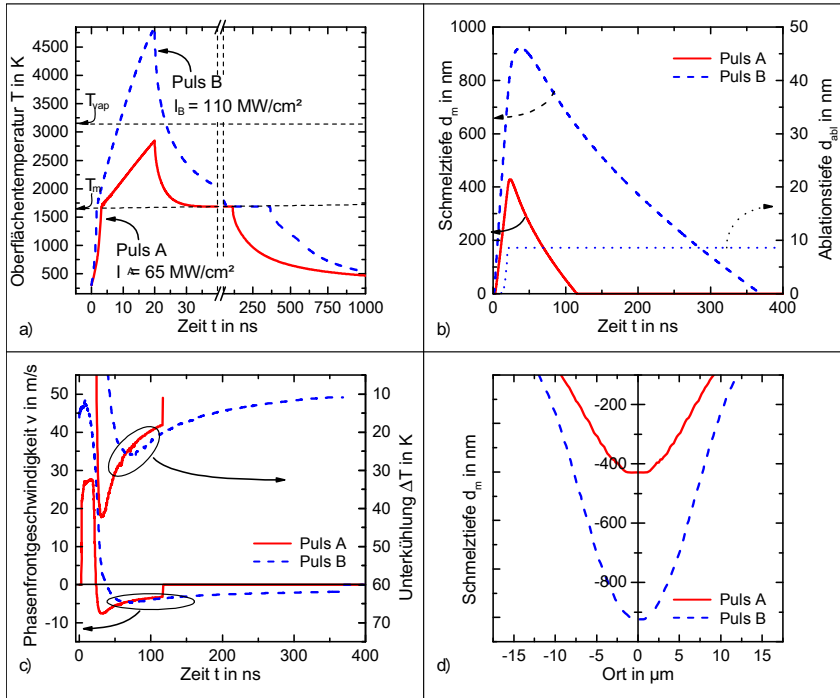 Oberflächentemperatur T in K
4500
4000
3500
3000
2500
2000
1500
1000
500
T_vap
T_m
Puls B
I_B = 110 MW/cm²
Puls A
I_A = 65 MW/cm²
0 20 40 250 500 750 1000
Zeit t in ns
a)
Schmelztiefe d_m in nm
1000
800
600
400
200
0
Puls A
Puls B
50
40
30
20
10
0
Ablationstiefe d_abl in nm
0 100 200 300 400
Zeit t in ns
b)
Phasenfrontgeschwindigkeit v in m/s
50
40
30
20
10
0
-10
Puls A
Puls B
10
20
30
40
50
60
70
Unterkühlung ΔT in K
0 100 200 300 400
Zeit t in ns
c)
Schmelztiefe d_m in nm
-200
-400
-600
-800
Puls A
Puls B
-15 -10 -5 0 5 10 15
Ort in µm
d)